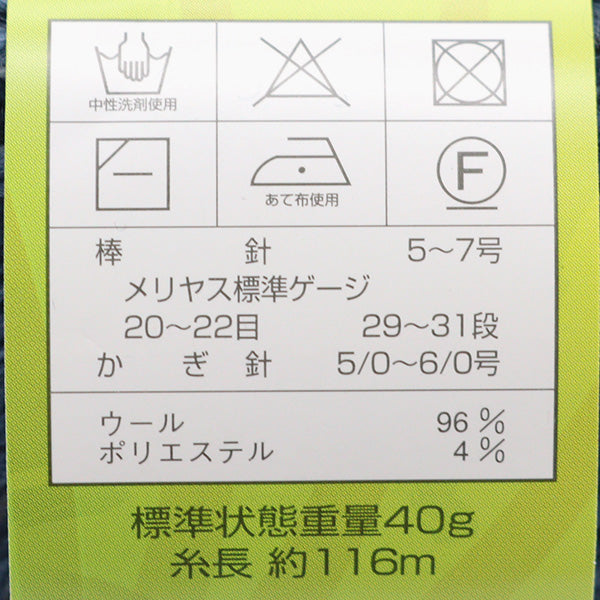 中性洗剤使用
あて布使用
F
棒 針 5〜7号
メリヤス標準ゲージ
20〜22目 29〜31段
かぎ針 5/0〜6/0号
ウール 96%
ポリエステル 4%
標準状態重量40g
糸長 約116m